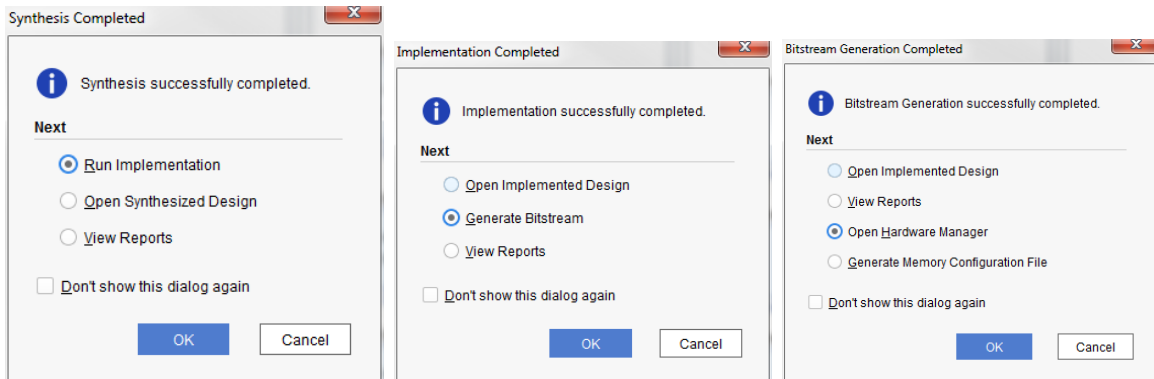 Synthesis Completed
Synthesis successfully completed.
Next
Run Implementation
Open Synthesized Design
View Reports
Don't show this dialog again
OK
Cancel
Implementation Completed
Implementation successfully completed.
Next
Open Implemented Design
Generate Bitstream
View Reports
Don't show this dialog again
OK
Cancel
Bitstream Generation Completed
Bitstream Generation successfully completed.
Next
Open Implemented Design
View Reports
Open Hardware Manager
Generate Memory Configuration File
Don't show this dialog again
OK
Cancel